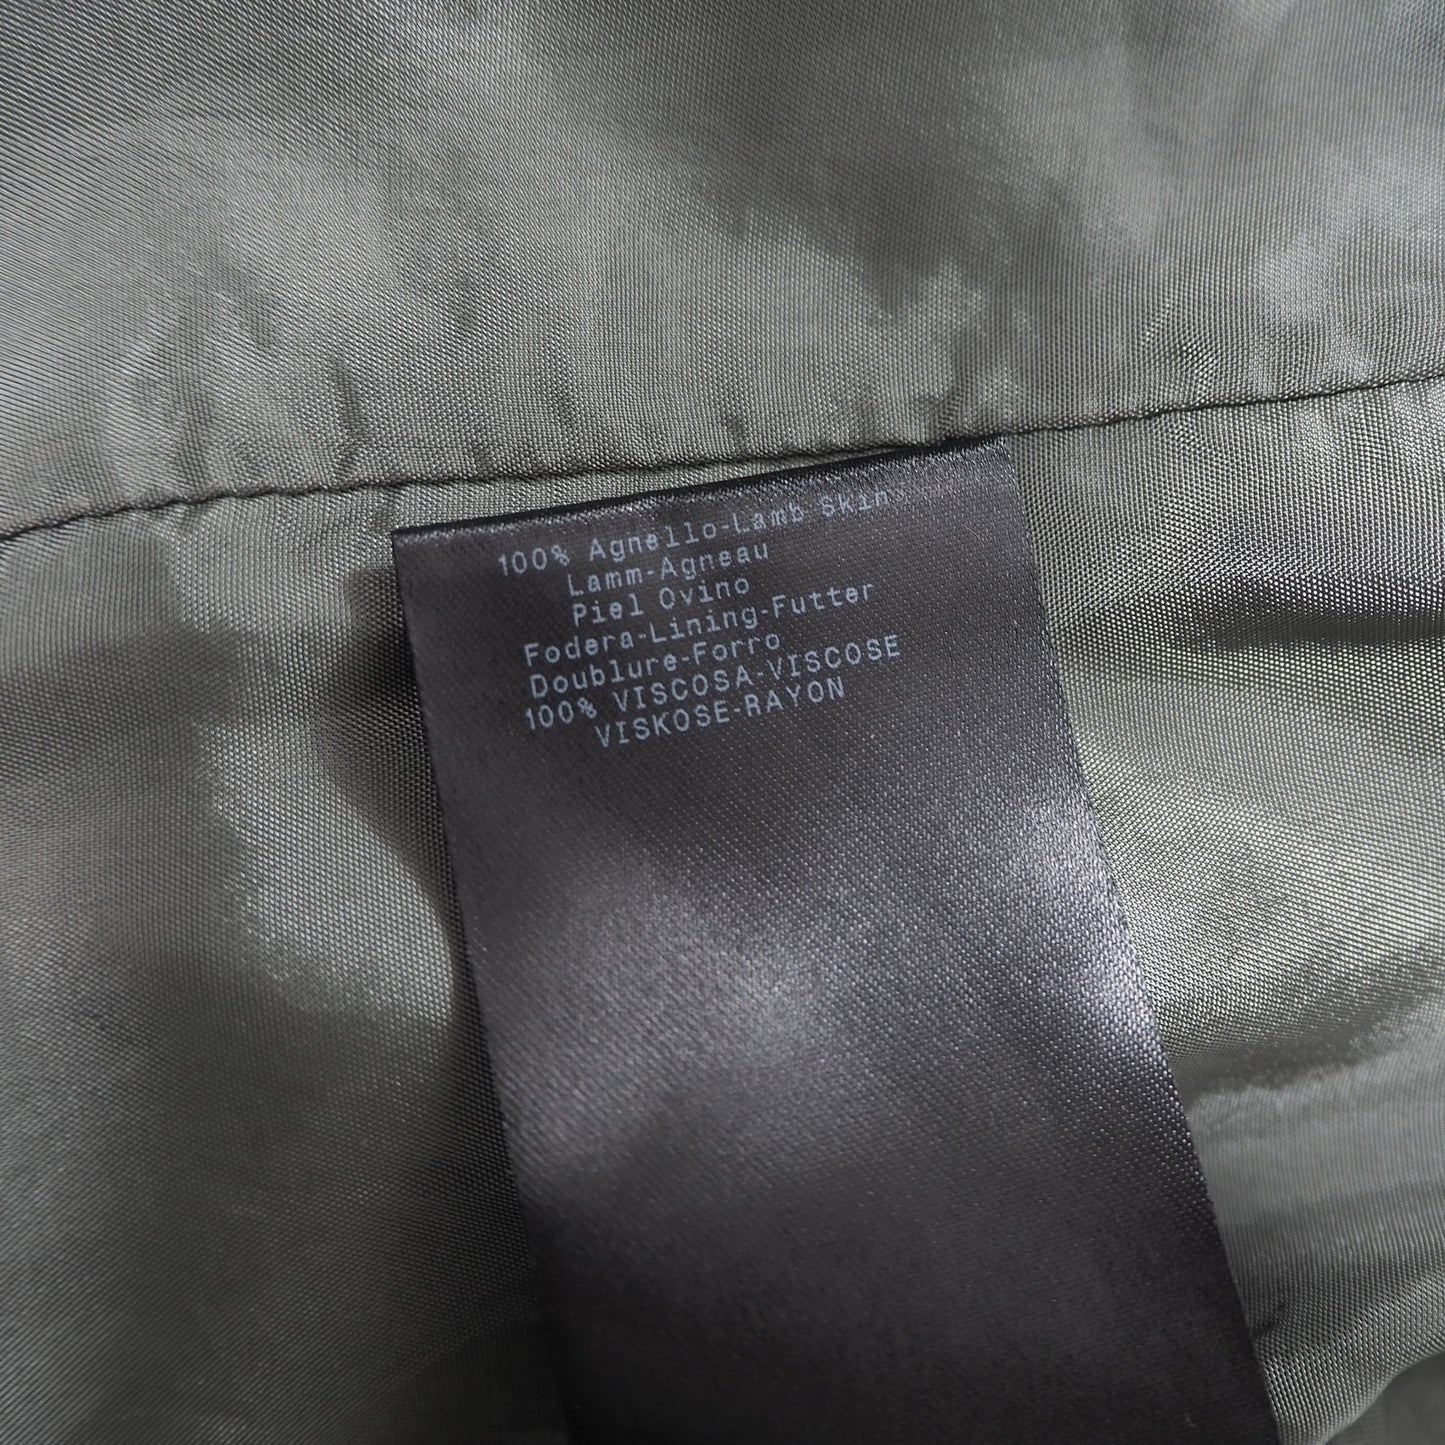 100% Agnello-Lamb Skin
Lamm-Agneau
Piel Ovino
Fodera-Lining-Futter
Doublure-Forro
100% VISCOSA-VISCOSE
VISKOSE-RAYON